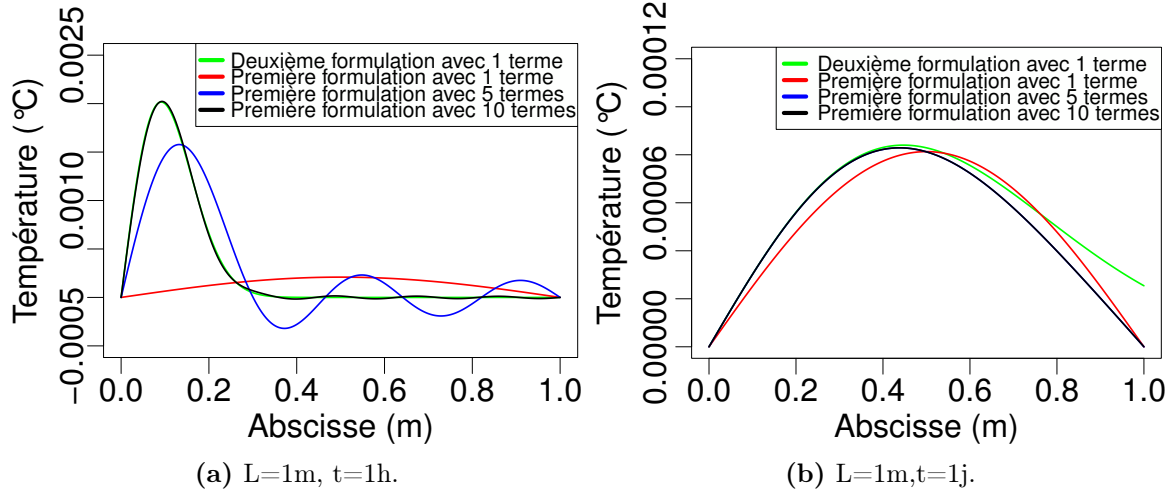 0.0025
0.0010
−0.0005
Température (°C)
Deuxième formulation avec 1 terme
Première formulation avec 1 terme
Première formulation avec 5 termes
Première formulation avec 10 termes
0.0 0.2 0.4 0.6 0.8 1.0
Abscisse (m)
(a) L=1m, t=1h.
0.00012
0.00006
0.00000
Température (°C)
Deuxième formulation avec 1 terme
Première formulation avec 1 terme
Première formulation avec 5 termes
Première formulation avec 10 termes
0.0 0.2 0.4 0.6 0.8 1.0
Abscisse (m)
(b) L=1m,t=1j.